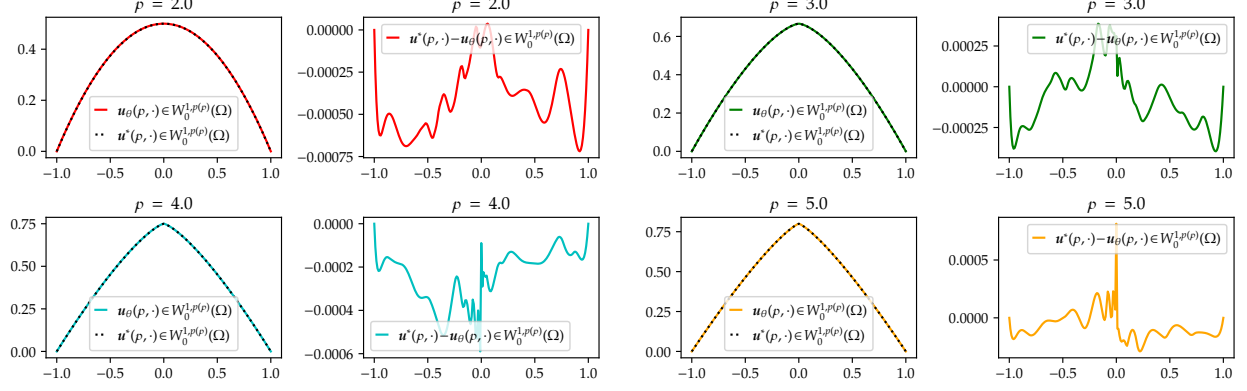 p = 2.0
0.4
0.2
0.0
u_θ(p, ·) ∈ W_0^{1,p(p)}(Ω)
u*(p, ·) ∈ W_0^{1,p(p)}(Ω)
−1.0 −0.5 0.0 0.5 1.0
p = 2.0
0.00000
−0.00025
−0.00050
−0.00075
u*(p, ·)−u_θ(p, ·) ∈ W_0^{1,p(p)}(Ω)
−1.0 −0.5 0.0 0.5 1.0
p = 3.0
0.6
0.4
0.2
0.0
u_θ(p, ·) ∈ W_0^{1,p(p)}(Ω)
u*(p, ·) ∈ W_0^{1,p(p)}(Ω)
−1.0 −0.5 0.0 0.5 1.0
p = 3.0
0.00025
0.00000
−0.00025
u*(p, ·)−u_θ(p, ·) ∈ W_0^{1,p(p)}(Ω)
−1.0 −0.5 0.0 0.5 1.0
p = 4.0
0.75
0.50
0.25
0.00
u_θ(p, ·) ∈ W_0^{1,p(p)}(Ω)
u*(p, ·) ∈ W_0^{1,p(p)}(Ω)
−1.0 −0.5 0.0 0.5 1.0
p = 4.0
0.0000
−0.0002
−0.0004
−0.0006
u*(p, ·)−u_θ(p, ·) ∈ W_0^{1,p(p)}(Ω)
−1.0 −0.5 0.0 0.5 1.0
p = 5.0
0.75
0.50
0.25
0.00
u_θ(p, ·) ∈ W_0^{1,p(p)}(Ω)
u*(p, ·) ∈ W_0^{1,p(p)}(Ω)
−1.0 −0.5 0.0 0.5 1.0
p = 5.0
0.0005
0.0000
u*(p, ·)−u_θ(p, ·) ∈ W_0^{1,p(p)}(Ω)
−1.0 −0.5 0.0 0.5 1.0